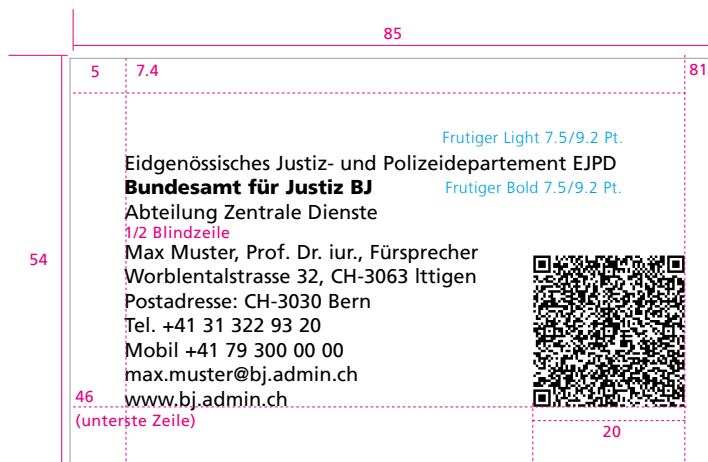 85
5 7.4 81
Frutiger Light 7.5/9.2 Pt.
Eidgenössisches Justiz- und Polizeidepartement EJPD
Bundesamt für Justiz BJ Frutiger Bold 7.5/9.2 Pt.
Abteilung Zentrale Dienste
1/2 Blindzeile
Max Muster, Prof. Dr. iur., Fürsprecher
54
Worblentalstrasse 32, CH-3063 Ittigen
Postadresse: CH-3030 Bern
Tel. +41 31 322 93 20
Mobil +41 79 300 00 00
max.muster@bj.admin.ch
46 www.bj.admin.ch
(unterste Zeile)
20